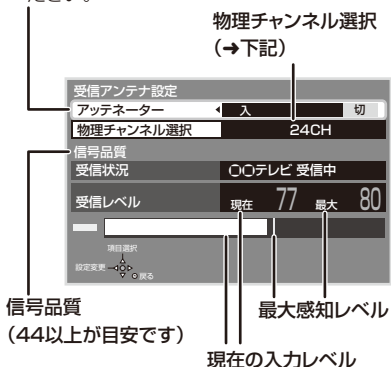 ださい。
物理チャンネル選択
（➔下記）
受信アンテナ設定
アッテネーター 入 切
物理チャンネル選択 24CH
信号品質
受信状況 〇〇テレビ 受信中
受信レベル 現在 77 最大 80
項目選択
設定変更 戻る
信号品質
（44以上が目安です）
最大感知レベル
現在の入力レベル